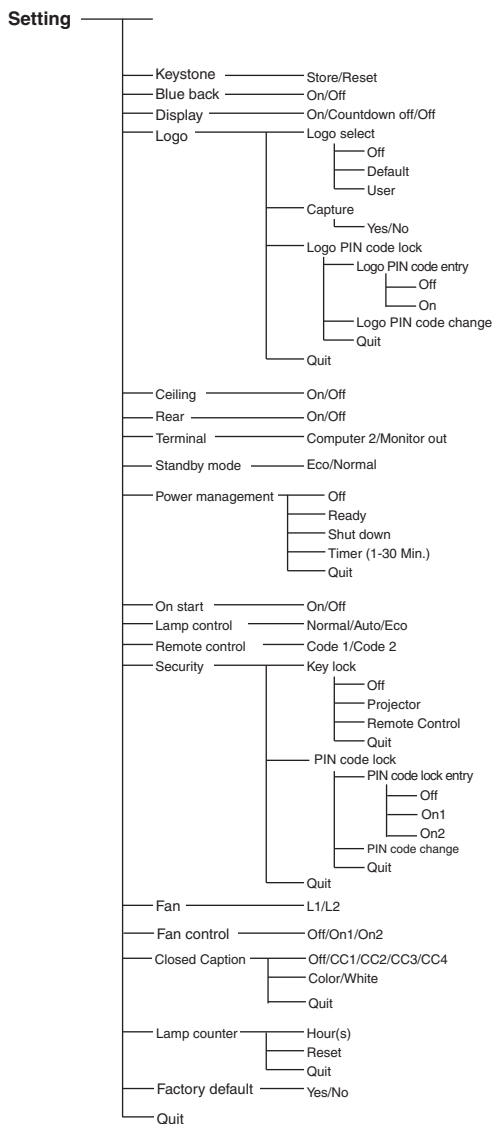 Setting
Keystone Store/Reset
Blue back On/Off
Display On/Countdown off/Off
Logo Logo select
Off
Default
User
Capture
Yes/No
Logo PIN code lock
Logo PIN code entry
Off
On
Logo PIN code change
Quit
Quit
Ceiling On/Off
Rear On/Off
Terminal Computer 2/Monitor out
Standby mode Eco/Normal
Power management Off
Ready
Shut down
Timer (1-30 Min.)
Quit
On start On/Off
Lamp control Normal/Auto/Eco
Remote control Code 1/Code 2
Security Key lock
Off
Projector
Remote Control
Quit
PIN code lock
PIN code lock entry
Off
On1
On2
PIN code change
Quit
Quit
Fan L1/L2
Fan control Off/On1/On2
Closed Caption Off/CC1/CC2/CC3/CC4
Color/White
Quit
Lamp counter Hour(s)
Reset
Quit
Factory default Yes/No
Quit